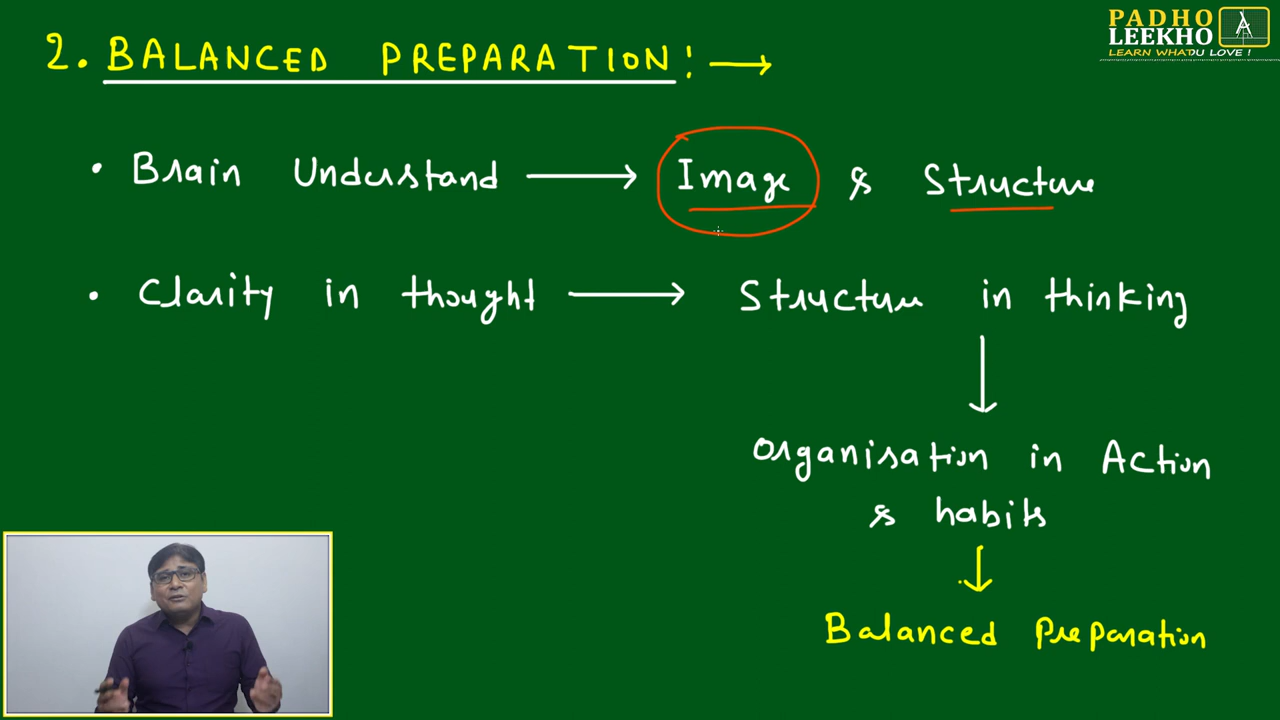 PADHO
LEEKHO
LEARN WHATDU LOVE !
2. BALANCED PREPARATION! →
• Brain Understand → Image & Structure
• Clarity in thought → Structure in thinking
Organisation in Action
& habits
Balanced Preparation